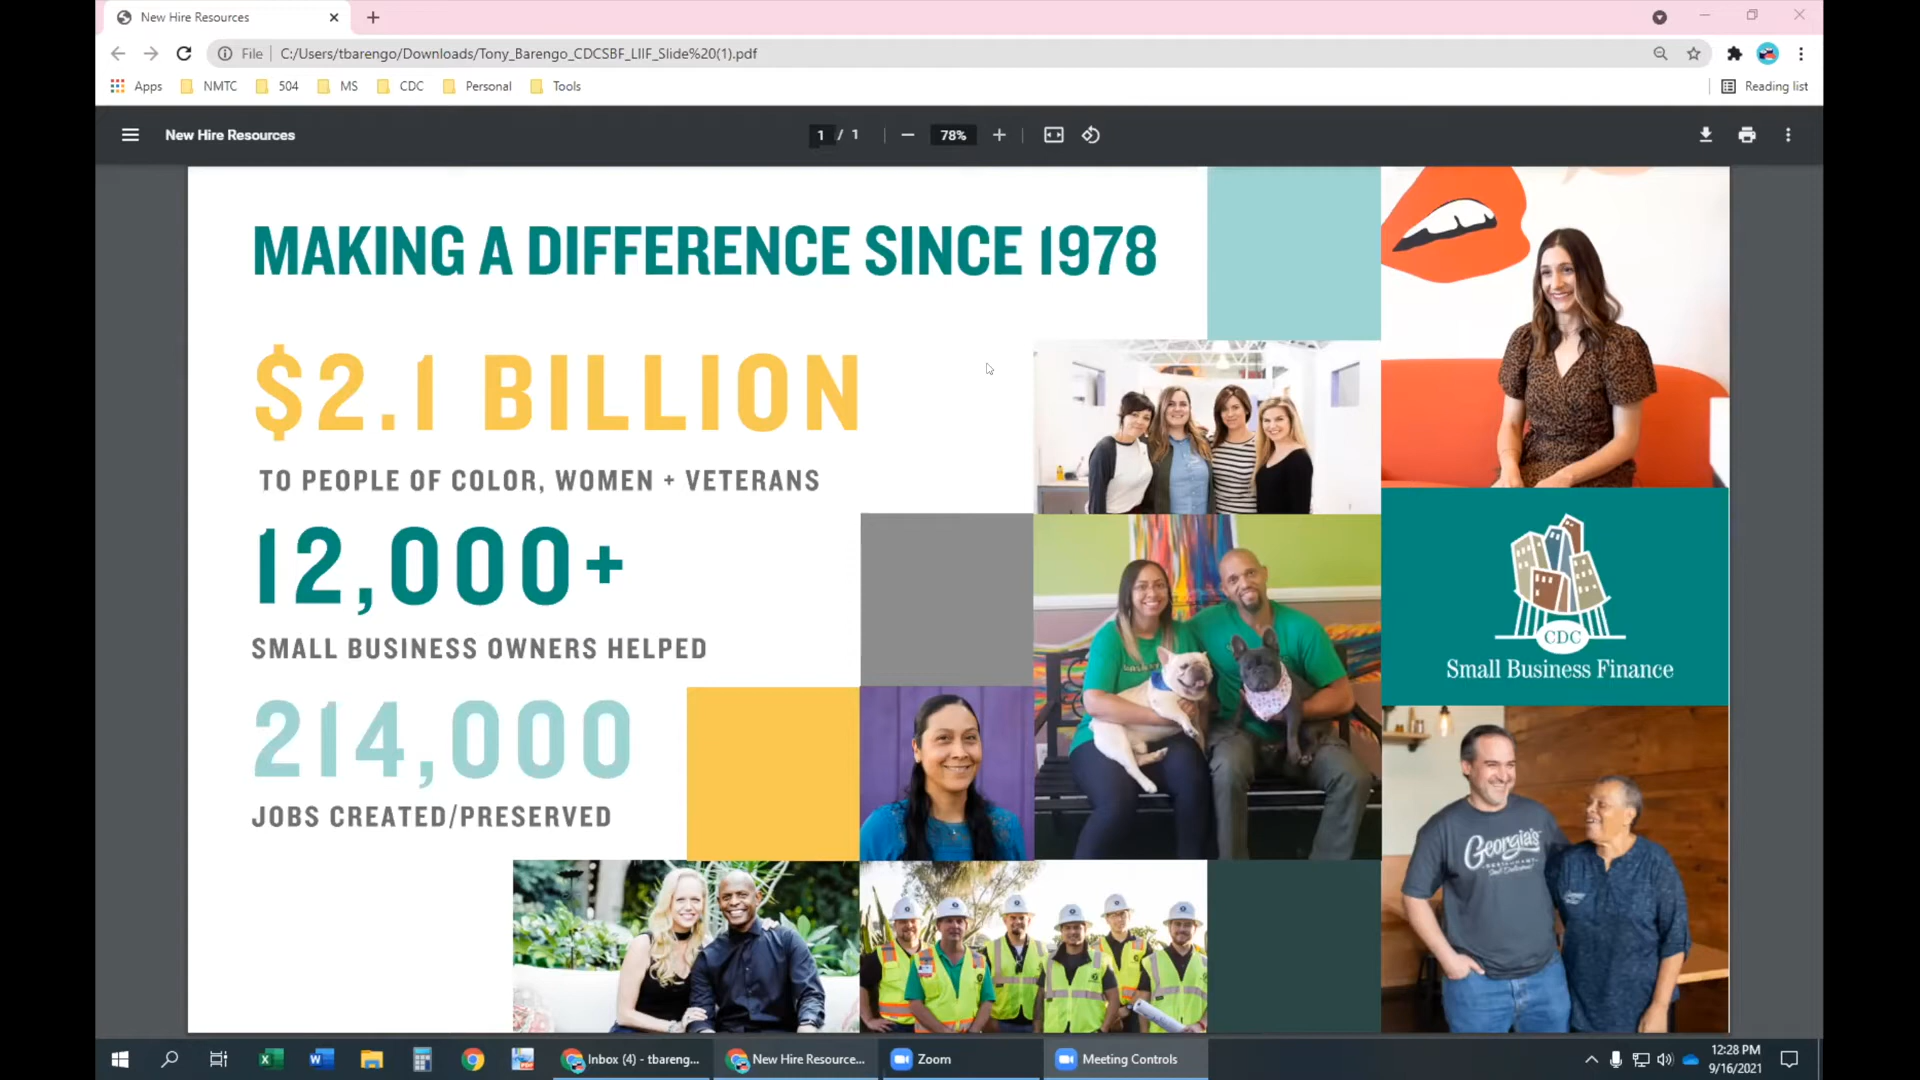 New Hire Resources
File
C:/Users/tbarengo/Downloads/Tony_Barengo_CDCSBF_LIIF_Slide%20(1).pdf
Apps NMTC 504 MS CDC Personal Tools Reading list
New Hire Resources 1 / 1 78%
MAKING A DIFFERENCE SINCE 1978
$2.1 BILLION
TO PEOPLE OF COLOR, WOMEN + VETERANS
12,000+
SMALL BUSINESS OWNERS HELPED
214,000
JOBS CREATED/PRESERVED
CDC
Small Business Finance
Georgia's
RESTAURANT
Inbox (4) - tbareng... New Hire Resource... Zoom Meeting Controls
12:28 PM
9/16/2021